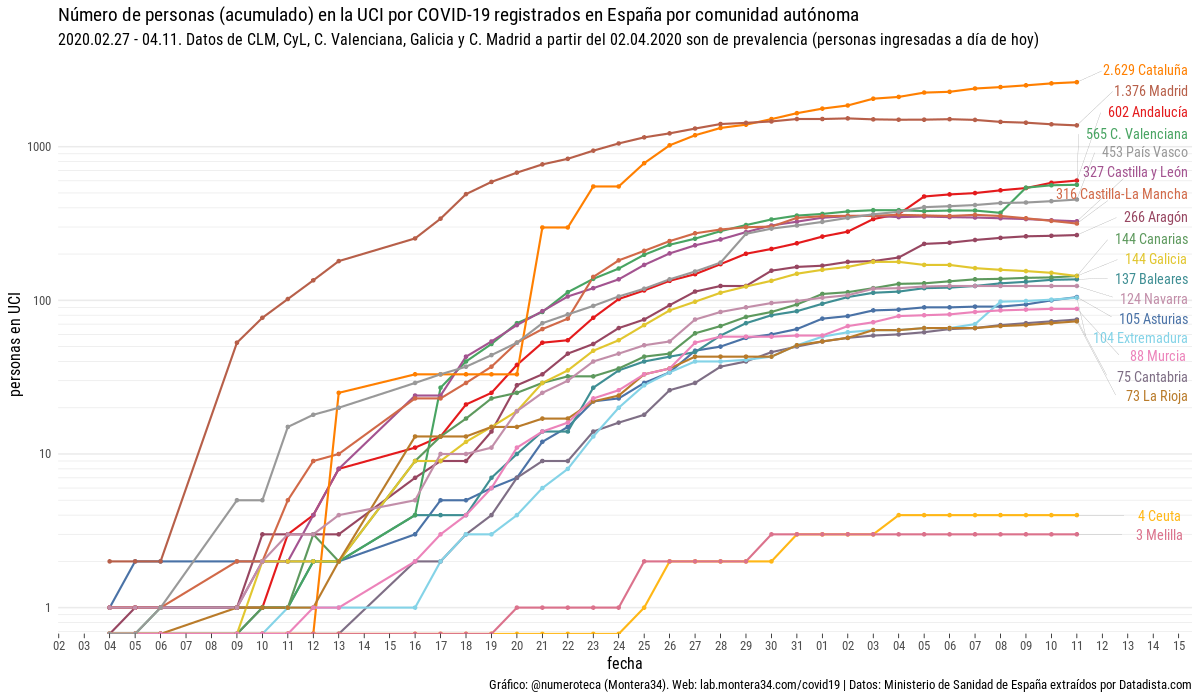 Número de personas (acumulado) en la UCI por COVID-19 registrados en España por comunidad autónoma
2020.02.27 - 04.11. Datos de CLM, CyL, C. Valenciana, Galicia y C. Madrid a partir del 02.04.2020 son de prevalencia (personas ingresadas a día de hoy)
2.629 Cataluña
1.376 Madrid
602 Andalucía
565 C. Valenciana
453 País Vasco
327 Castilla y León
316 Castilla-La Mancha
266 Aragón
144 Canarias
144 Galicia
137 Baleares
124 Navarra
105 Asturias
104 Extremadura
88 Murcia
75 Cantabria
73 La Rioja
4 Ceuta
3 Melilla
personas en UCI
1000
100
10
1
02 03 04 05 06 07 08 09 10 11 12 13 14 15 16 17 18 19 20 21 22 23 24 25 26 27 28 29 30 31 01 02 03 04 05 06 07 08 09 10 11 12 13 14 15
fecha
Gráfico: @numeroteca (Montera34). Web: lab.montera34.com/covid19 | Datos: Ministerio de Sanidad de España extraídos por Datadista.com